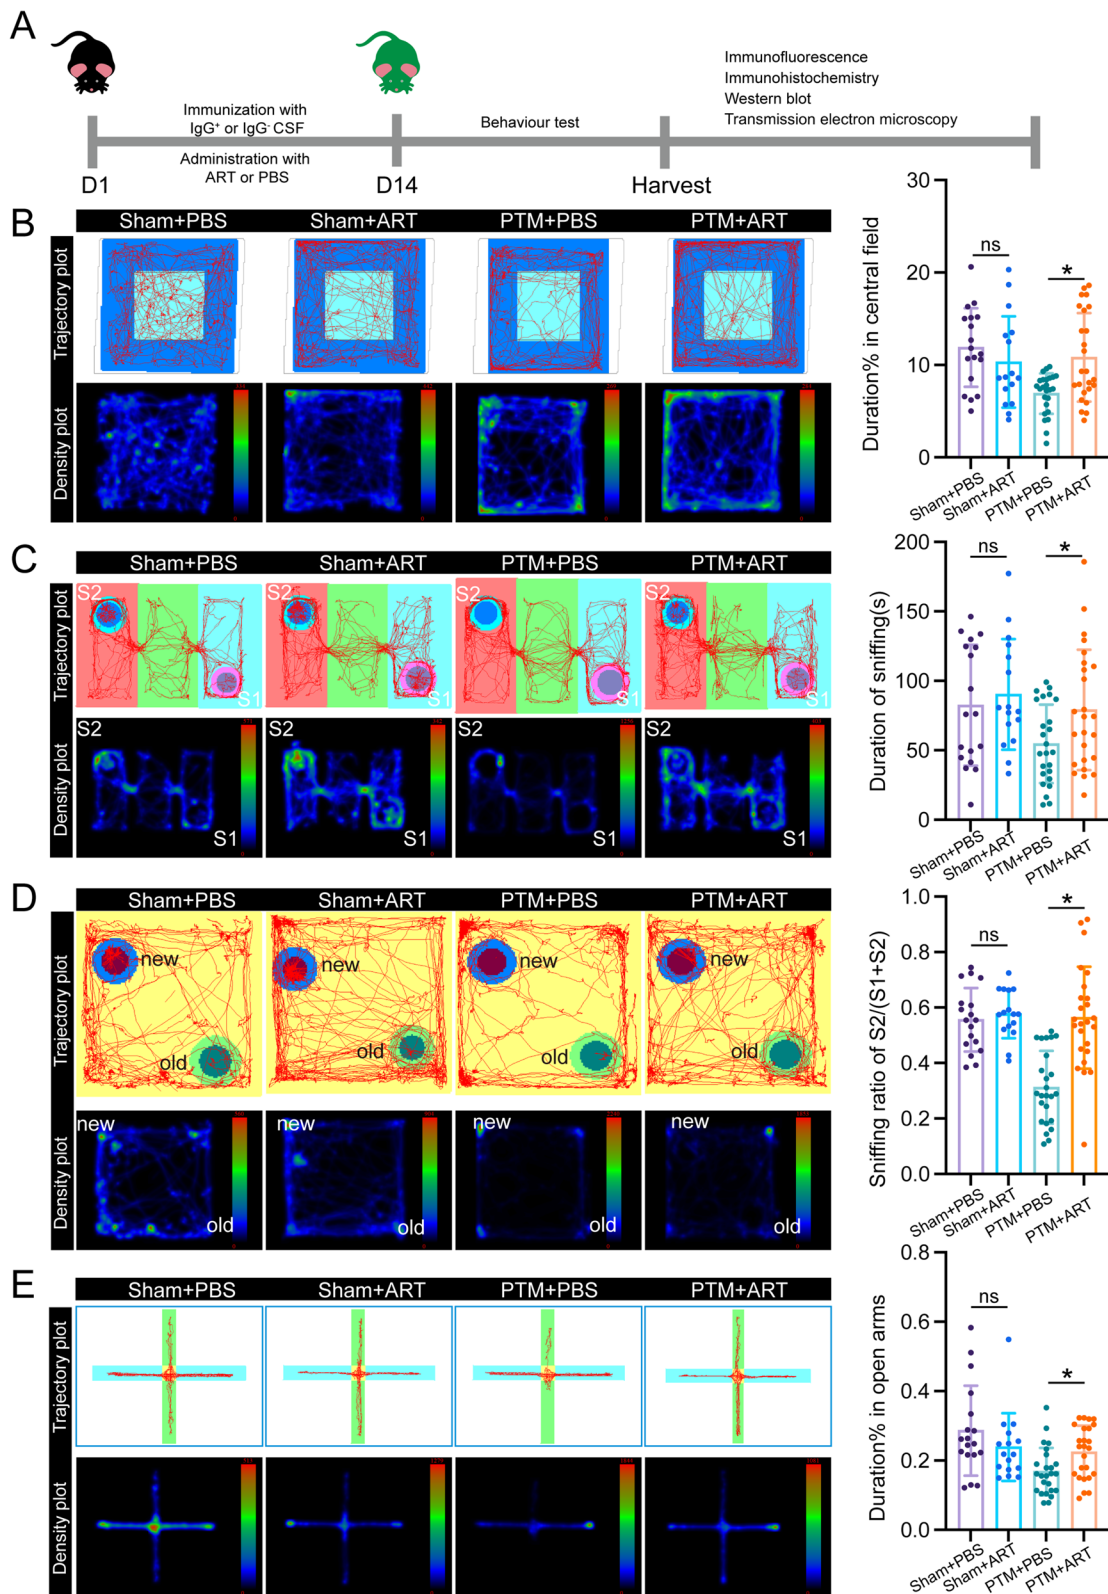 A
Immunofluorescence
Immunohistochemistry
Western blot
Transmission electron microscopy
Immunization with
IgG+ or IgG- CSF
Behaviour test
Administration with
ART or PBS
D1
D14
Harvest
B
Sham+PBS
Sham+ART
PTM+PBS
PTM+ART
Trajectory plot
Density plot
Duration% in central field
30
20
10
0
ns
*
Sham+PBS
Sham+ART
PTM+PBS
PTM+ART
C
Sham+PBS
Sham+ART
PTM+PBS
PTM+ART
Trajectory plot
S2
S2
S2
S2
S1
S1
S1
S1
Density plot
S2
S2
S2
S2
S1
S1
S1
S1
Duration of sniffing(s)
200
150
100
50
0
ns
*
Sham+PBS
Sham+ART
PTM+PBS
PTM+ART
D
Sham+PBS
Sham+ART
PTM+PBS
PTM+ART
Trajectory plot
new
new
new
new
old
old
old
old
Density plot
new
new
new
new
old
old
old
old
Sniffing ratio of S2/(S1+S2)
1.0
0.8
0.6
0.4
0.2
0.0
ns
*
Sham+PBS
Sham+ART
PTM+PBS
PTM+ART
E
Sham+PBS
Sham+ART
PTM+PBS
PTM+ART
Trajectory plot
Density plot
Duration% in open arms
0.8
0.6
0.4
0.2
0.0
ns
*
Sham+PBS
Sham+ART
PTM+PBS
PTM+ART